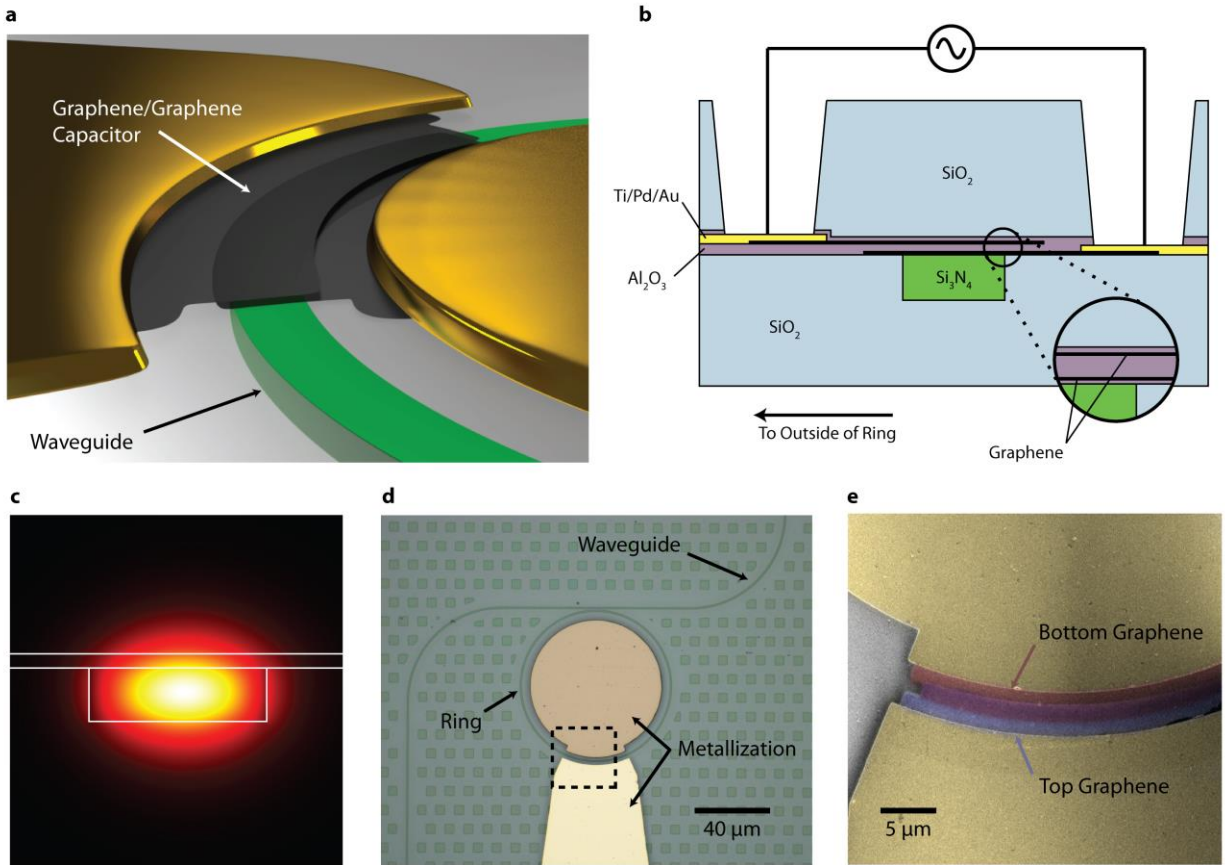 a
Graphene/Graphene
Capacitor
Waveguide
b
Ti/Pd/Au
SiO₂
Al₂O₃
Si₃N₄
SiO₂
To Outside of Ring
Graphene
c
d
Waveguide
Ring
Metallization
40 μm
e
Bottom Graphene
Top Graphene
5 μm